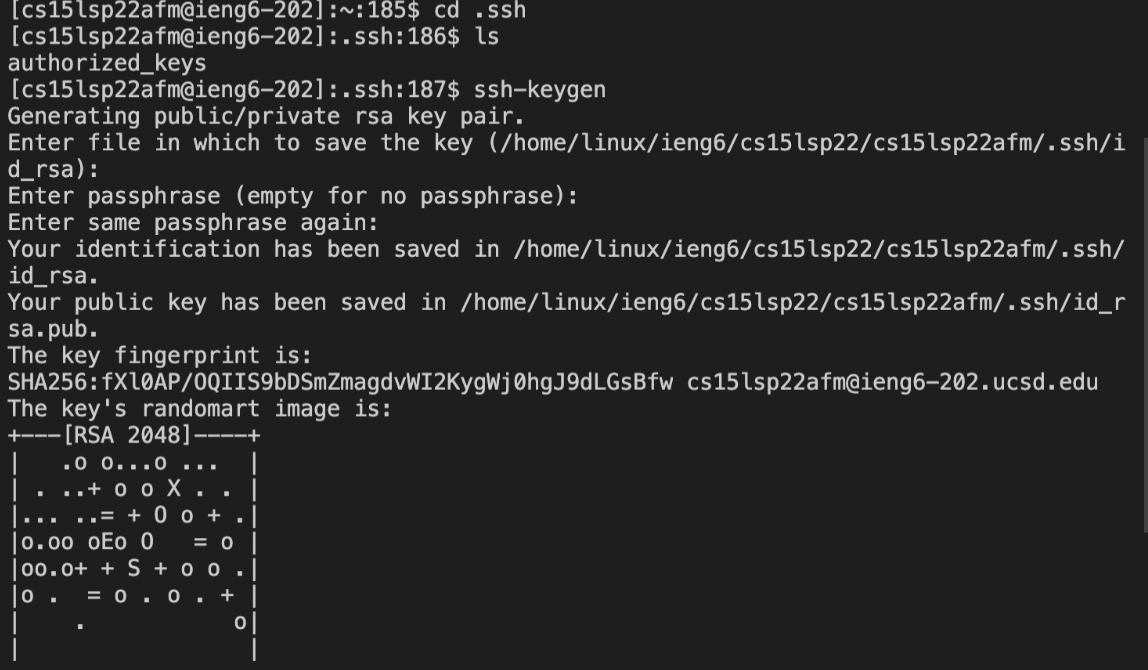 [cs15lsp22afm@ieng6-202]:~:185$ cd .ssh
[cs15lsp22afm@ieng6-202]:.ssh:186$ ls
authorized_keys
[cs15lsp22afm@ieng6-202]:.ssh:187$ ssh-keygen
Generating public/private rsa key pair.
Enter file in which to save the key (/home/linux/ieng6/cs15lsp22/cs15lsp22afm/.ssh/i
d_rsa):
Enter passphrase (empty for no passphrase):
Enter same passphrase again:
Your identification has been saved in /home/linux/ieng6/cs15lsp22/cs15lsp22afm/.ssh/
id_rsa.
Your public key has been saved in /home/linux/ieng6/cs15lsp22/cs15lsp22afm/.ssh/id_r
sa.pub.
The key fingerprint is:
SHA256:fXl0AP/OQIIS9bDSmZmagdvWI2KygWj0hgJ9dLGsBfw cs15lsp22afm@ieng6-202.ucsd.edu
The key's randomart image is:
+---[RSA 2048]----+
|   .o o...o ...  |
| . ..+ o o X . . |
|... ..= + O o + .|
|o.oo oEo O   = o |
|oo.o+ + S + o o .|
|o .  = o . o . + |
|    .           o|
|                 |